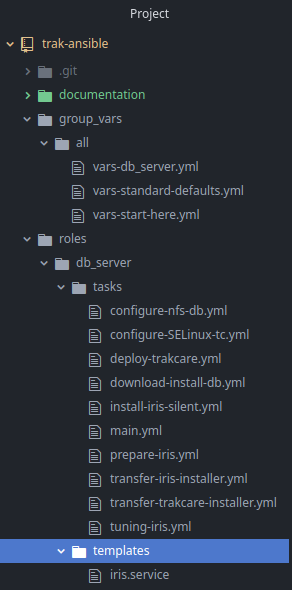 Project
trak-ansible
.git
documentation
group_vars
all
vars-db_server.yml
vars-standard-defaults.yml
vars-start-here.yml
roles
db_server
tasks
configure-nfs-db.yml
configure-SELinux-tc.yml
deploy-trakcare.yml
download-install-db.yml
install-iris-silent.yml
main.yml
prepare-iris.yml
transfer-iris-installer.yml
transfer-trakcare-installer.yml
tuning-iris.yml
templates
iris.service